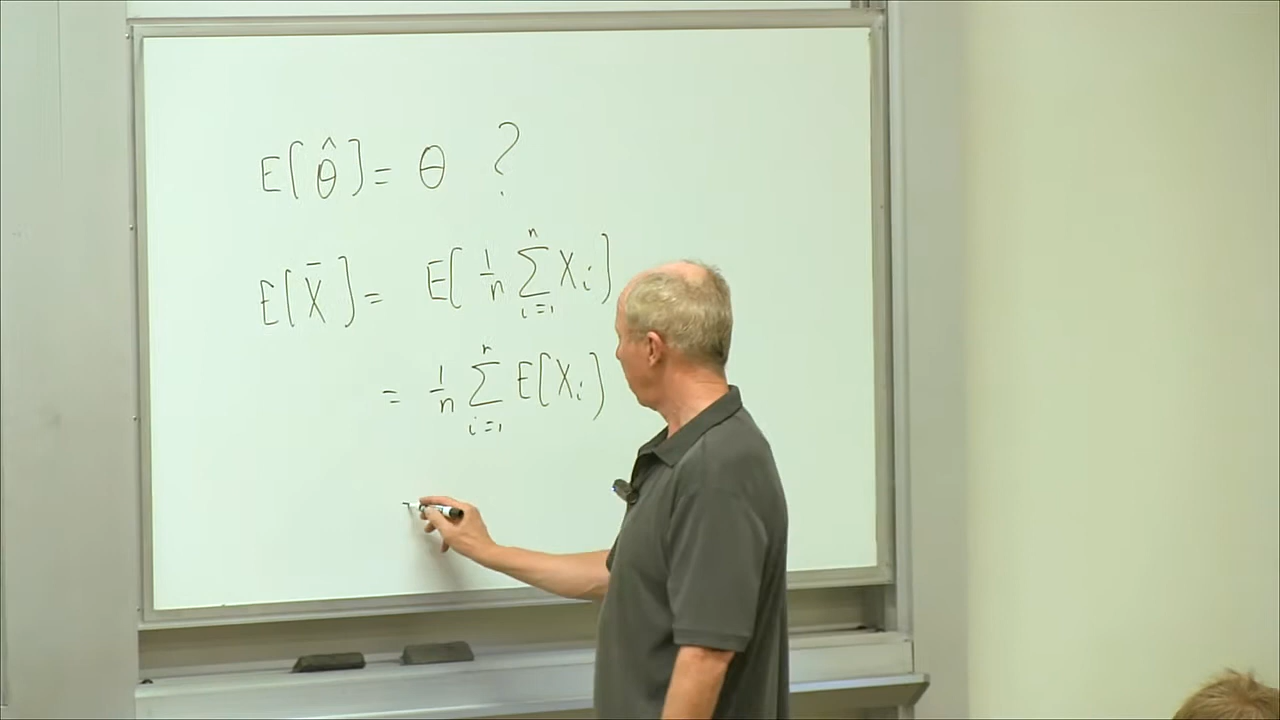 E[θ̂] = θ ?
E[X̄] = E[1/n ∑_{i=1}^{n} X_i]
= 1/n ∑_{i=1}^{n} E[X_i]